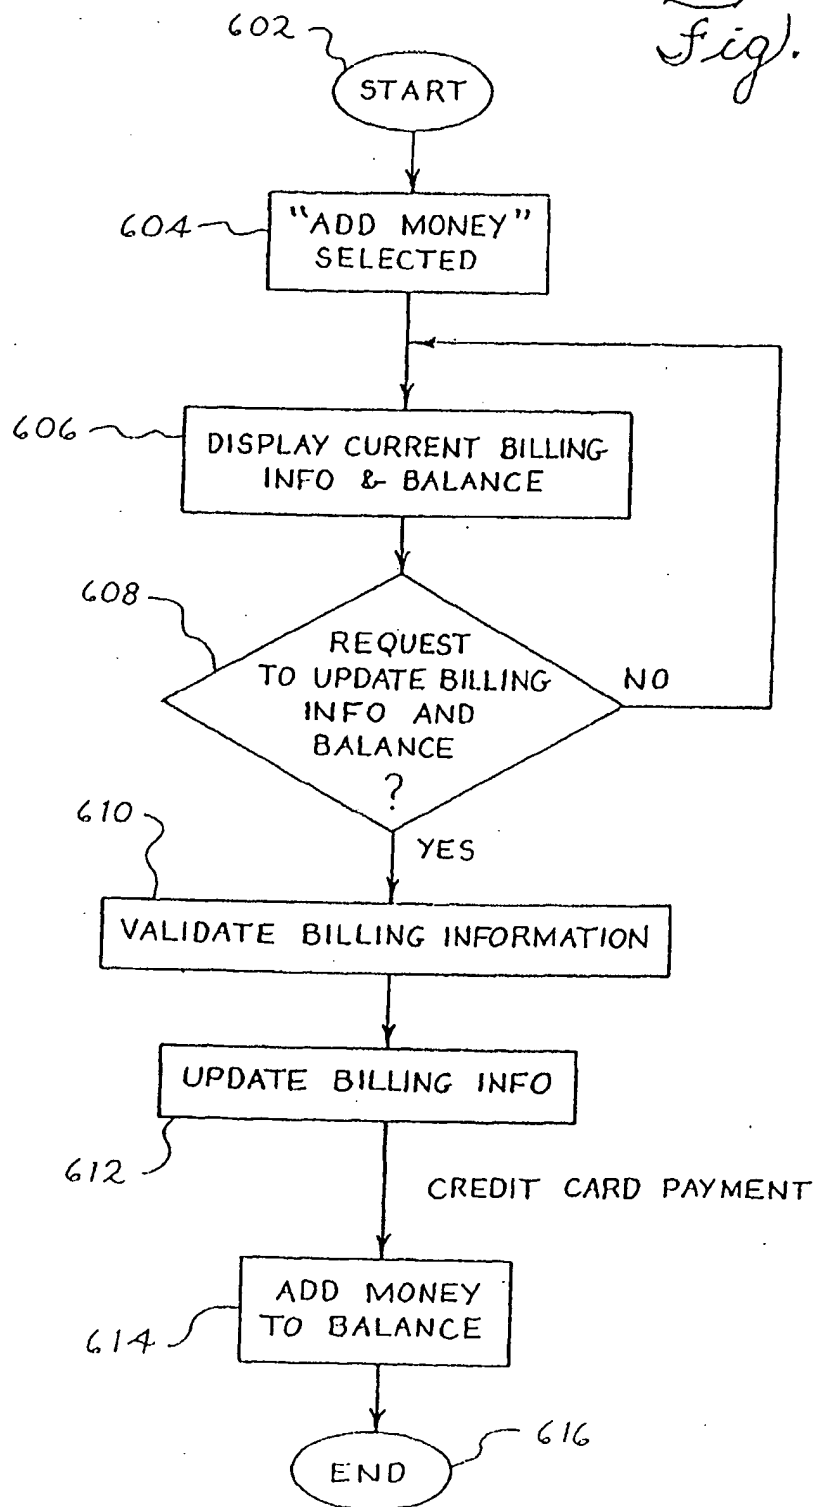 Fig.
602
START
604
"ADD MONEY"
SELECTED
606
DISPLAY CURRENT BILLING
INFO & BALANCE
608
REQUEST
TO UPDATE BILLING
INFO AND
BALANCE
?
NO
610
YES
VALIDATE BILLING INFORMATION
UPDATE BILLING INFO
612
CREDIT CARD PAYMENT
ADD MONEY
TO BALANCE
614
616
END